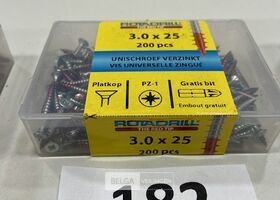 ROTADRILL
3.0 x 25
200 pcs
UNISCHROEF VERZINKT
VIS UNIVERSELLE ZINGUÉ
Platkop PZ-1 Gratis bit
Embout gratuit
ROTADRILL
THE RED TIP
3.0 x 25
200 pcs
BELGA
182